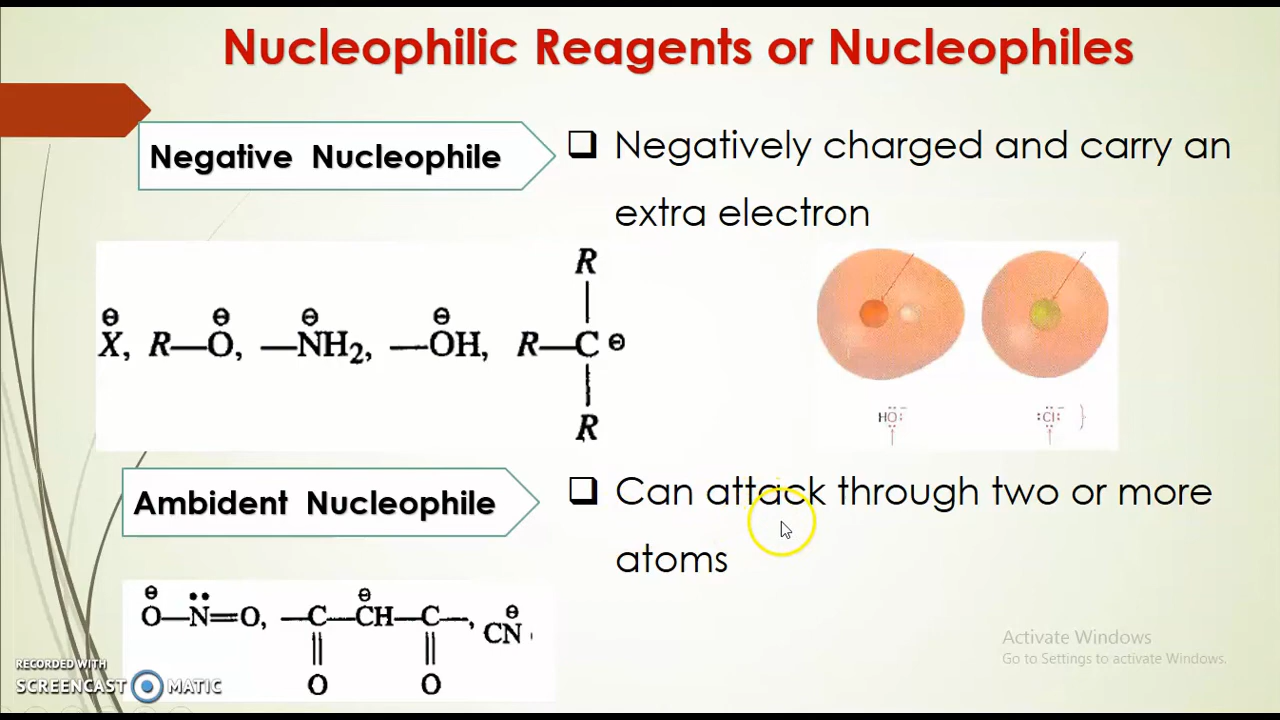 Nucleophilic Reagents or Nucleophiles
Negative Nucleophile
❑ Negatively charged and carry an
extra electron
R
⊖ ⊖ ⊖ ⊖
X, R—O, —NH₂, —OH, R—C ⊖
R
HÖ:⁻ :Cl:⁻ }
Ambident Nucleophile
❑ Can attack through two or more
atoms
⊖ •• ⊖ ⊖
O—N=O, —C—CH—C—, CN
O O
Activate Windows
Go to Settings to activate Windows.
RECORDED WITH
SCREENCAST MATIC